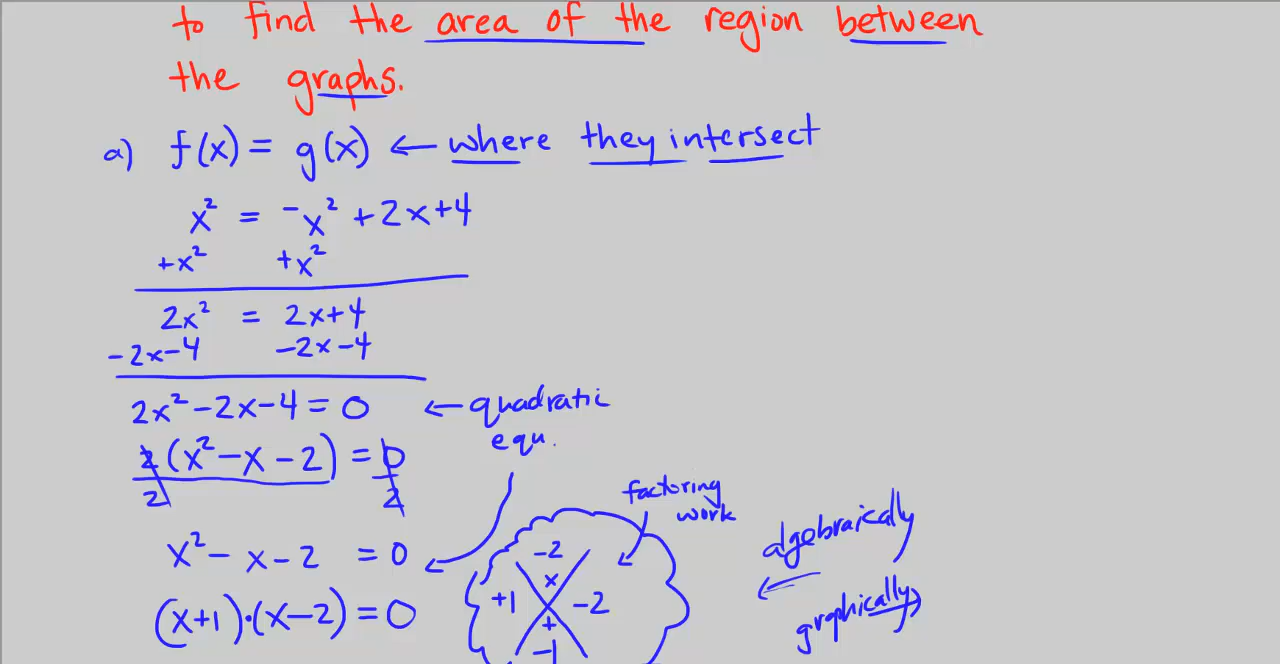 to find the area of the region between
the graphs.
a) f(x) = g(x) ← where they intersect
x² = -x² + 2x + 4
+x² +x²
2x² = 2x+4
-2x-4 -2x-4
2x² - 2x - 4 = 0 ← quadratic
equ.
2(x² - x - 2) = 0
2 2
x² - x - 2 = 0
(x+1)·(x-2) = 0
factoring
work
-2
x
+1 -2
+
-1
algebraically
←
graphically →